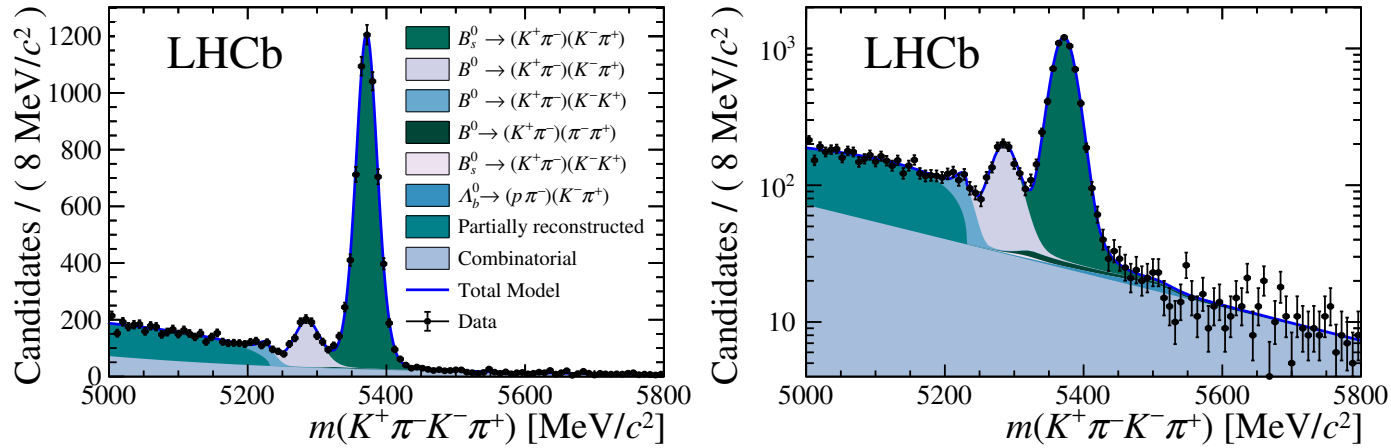 Candidates / ( 8 MeV/c²)
1200
1000
800
600
400
200
0
LHCb
B⁰ₛ → (K⁺π⁻)(K⁻π⁺)
B⁰ → (K⁺π⁻)(K⁻π⁺)
B⁰ → (K⁺π⁻)(K⁻K⁺)
B⁰ → (K⁺π⁻)(π⁻π⁺)
B⁰ₛ → (K⁺π⁻)(K⁻K⁺)
Λ⁰_b → (p π⁻)(K⁻π⁺)
Partially reconstructed
Combinatorial
Total Model
Data
5000 5200 5400 5600 5800
m(K⁺π⁻K⁻π⁺) [MeV/c²]
Candidates / ( 8 MeV/c²)
10³
10²
10
LHCb
5000 5200 5400 5600 5800
m(K⁺π⁻K⁻π⁺) [MeV/c²]